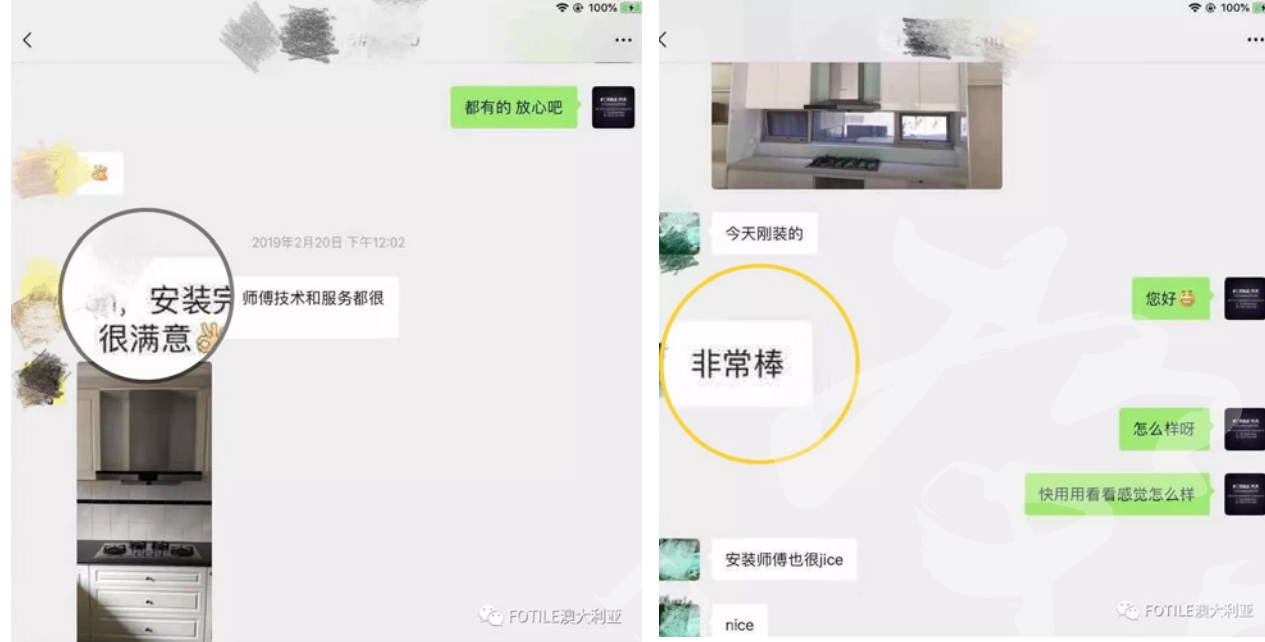 100%
都有的 放心吧
2019年2月20日 下午12:02
，安装完 师傅技术和服务都很
很满意
FOTILE澳大利亚
100%
今天刚装的
您好
非常棒
怎么样呀
快用用看看感觉怎么样
安装师傅也很jice
nice
FOTILE澳大利亚